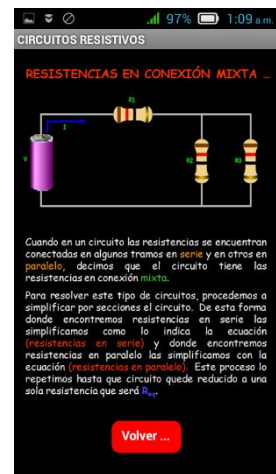 97% 1:09 a.m.
CIRCUITOS RESISTIVOS
RESISTENCIAS EN CONEXIÓN MIXTA ...
R1
I
V
R2
R3
Cuando en un circuito las resistencias se encuentran
conectadas en algunos tramos en serie y en otros en
paralelo, decimos que el circuito tiene las
resistencias en conexión mixta.
Para resolver este tipo de circuitos, procedemos a
simplificar por secciones el circuito. De esta forma
donde encontremos resistencias en serie las
simplificamos como lo indica la ecuación
(resistencias en serie) y donde encontremos
resistencias en paralelo las simplificamos con la
ecuación (resistencias en paralelo). Este proceso lo
repetimos hasta que circuito quede reducido a una
sola resistencia que será Req.
Volver ...